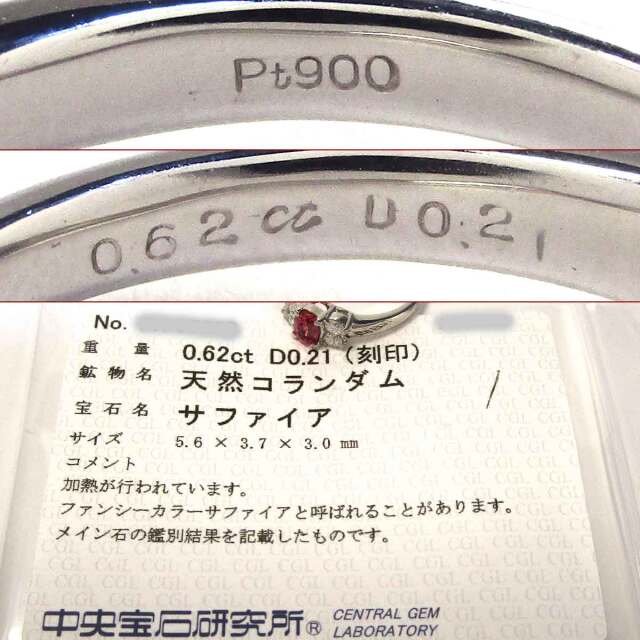 Pt900
0.62ct D0.21
No.
重量 0.62ct D0.21(刻印)
鉱物名 天然コランダム
宝石名 サファイア
サイズ 5.6 × 3.7 × 3.0 mm
コメント
加熱が行われています。
ファンシーカラーサファイアと呼ばれることがあります。
メイン石の鑑別結果を記載したものです。
中央宝石研究所® CENTRAL GEM LABORATORY